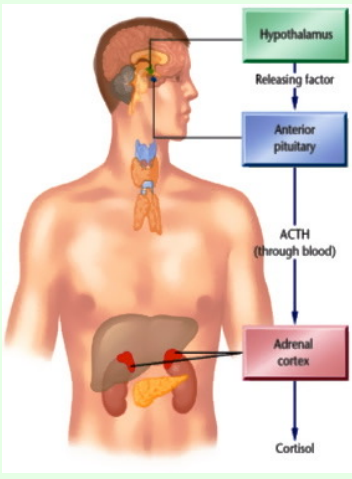 Hypothalamus
Releasing factor
Anterior
pituitary
ACTH
(through blood)
Adrenal
cortex
Cortisol